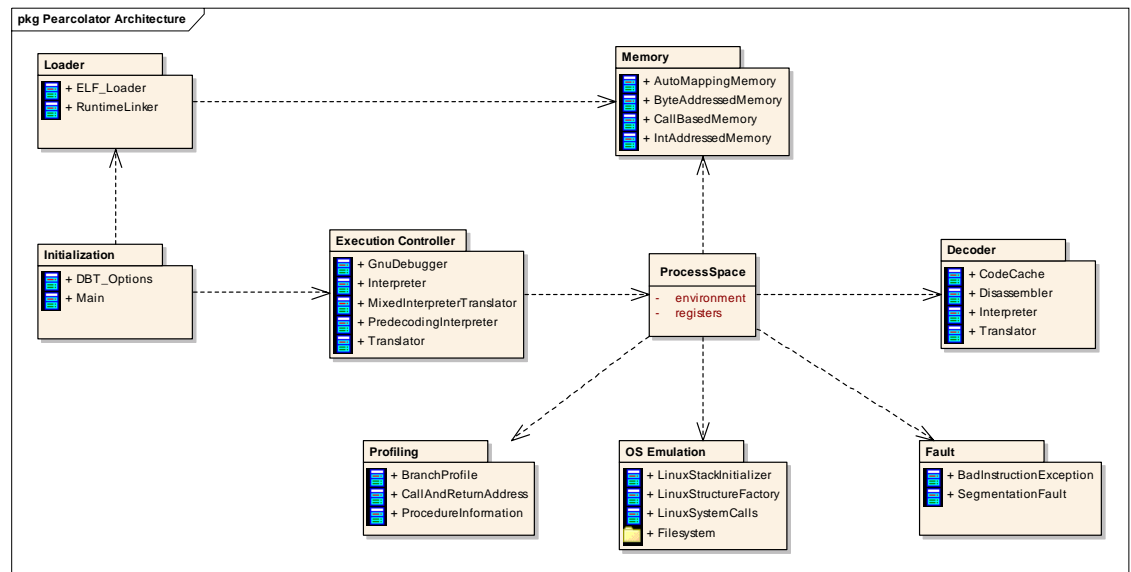 pkg Pearcolator Architecture
Loader
+ ELF_Loader
+ RuntimeLinker
Memory
+ AutoMappingMemory
+ ByteAddressedMemory
+ CallBasedMemory
+ IntAddressedMemory
Initialization
+ DBT_Options
+ Main
Execution Controller
+ GnuDebugger
+ Interpreter
+ MixedInterpreterTranslator
+ PredecodingInterpreter
+ Translator
ProcessSpace
- environment
- registers
Decoder
+ CodeCache
+ Disassembler
+ Interpreter
+ Translator
Profiling
+ BranchProfile
+ CallAndReturnAddress
+ ProcedureInformation
OS Emulation
+ LinuxStackInitializer
+ LinuxStructureFactory
+ LinuxSystemCalls
+ Filesystem
Fault
+ BadInstructionException
+ SegmentationFault